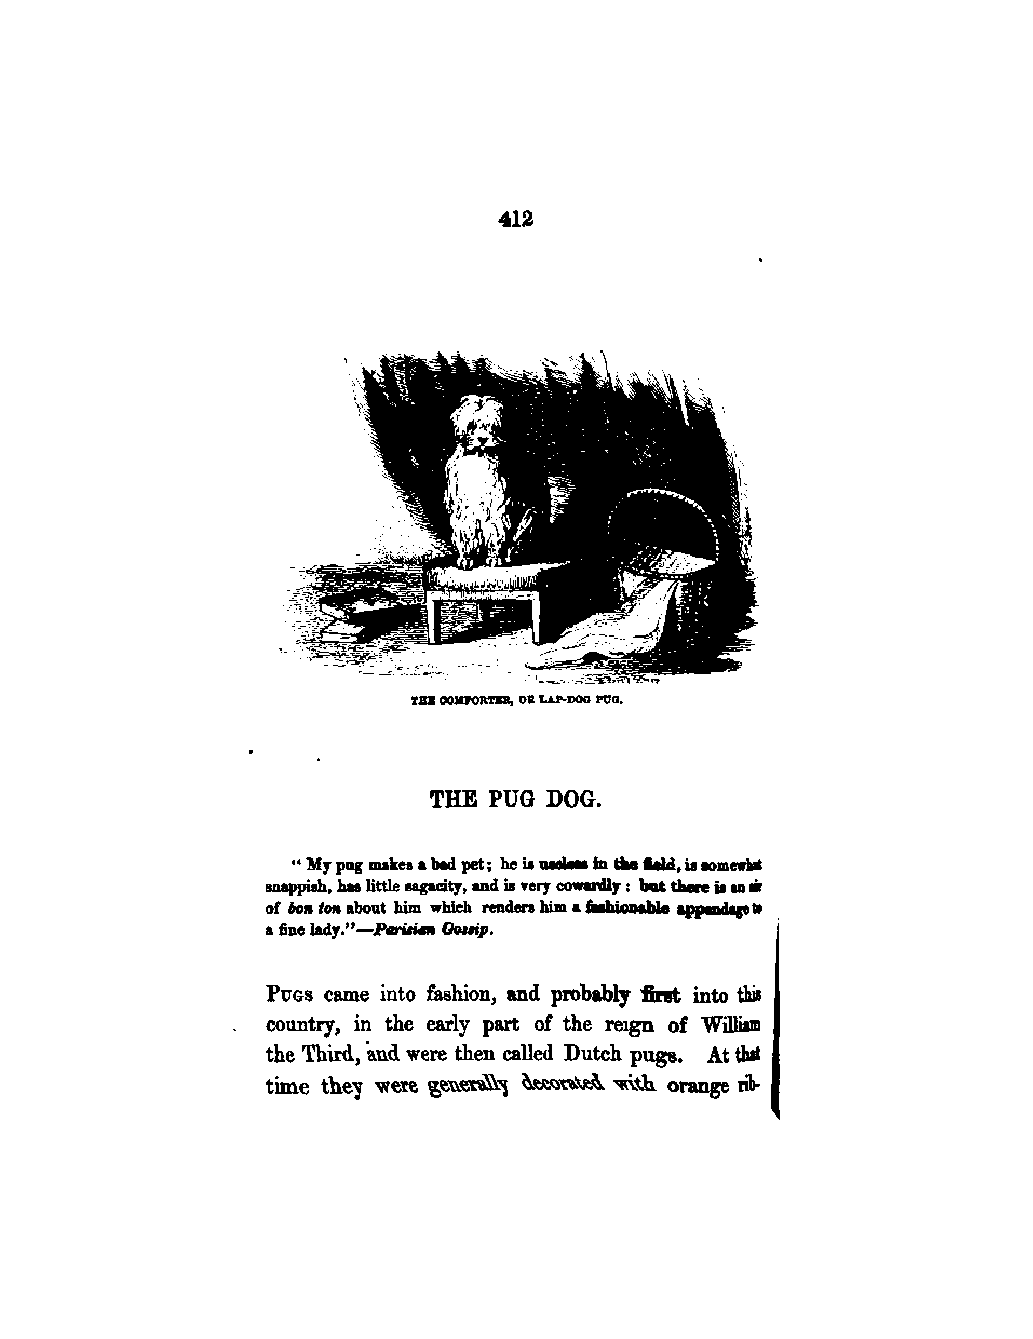 412
THE COMFORTER, OR LAP-DOG PUG.
THE PUG DOG.
“ My pug makes a bad pet; he is useless in the field, is somewhat
snappish, has little sagacity, and is very cowardly : but there is an air
of bon ton about him which renders him a fashionable appendage to
a fine lady.”—Parisian Gossip.
PUGS came into fashion, and probably first into this
country, in the early part of the reign of William
the Third, and were then called Dutch pugs. At that
time they were generally decorated with orange rib-